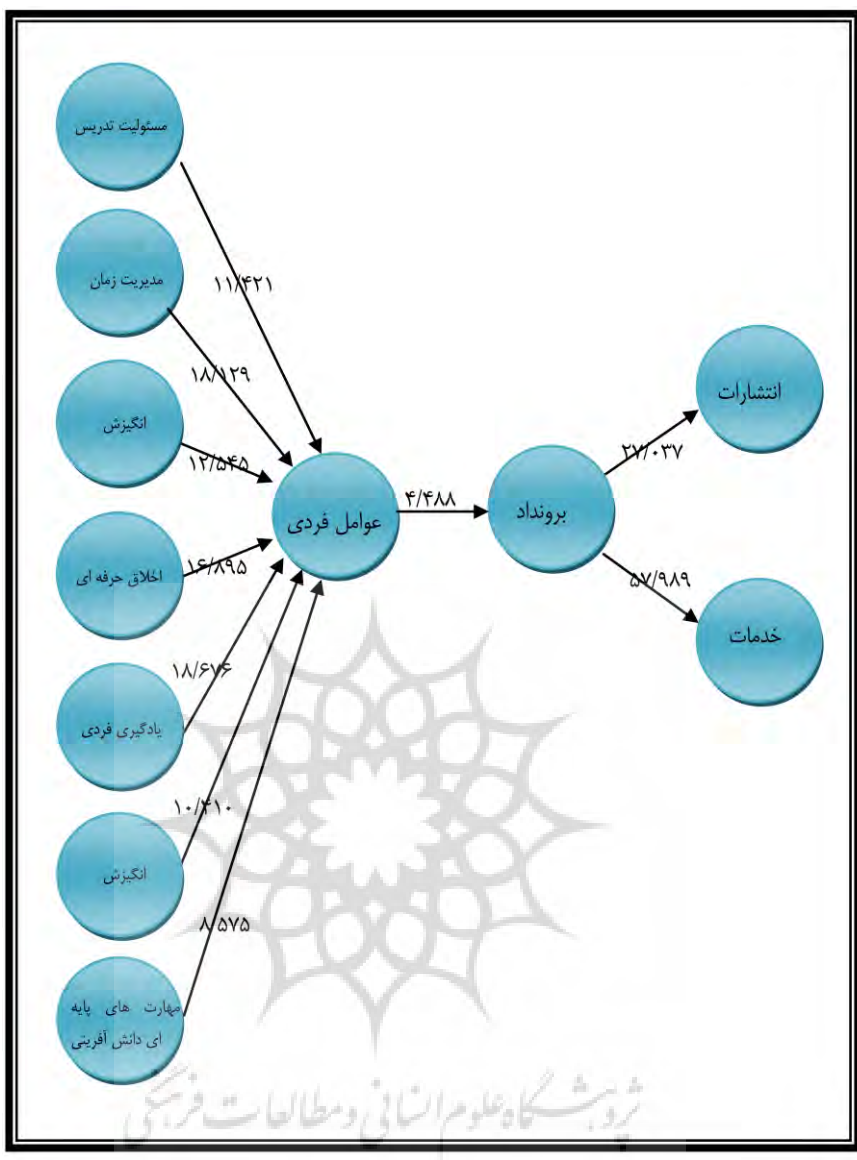 مسئولیت تدریس
۱۱/۴۲۱
مدیریت زمان
۱۸/۱۲۹
انگیزش
۱۲/۵۴۵
اخلاق حرفه ای
۱۶/۸۹۵
یادگیری فردی
۱۸/۶۷۶
انگیزش
۱۰/۴۱۰
مهارت های پایه
ای دانش آفرینی
۸/۵۷۵
عوامل فردی
۴/۴۸۸
برونداد
۲۷/۰۳۷
انتشارات
۵۷/۹۸۹
خدمات
پژوهشگاه علوم انسانی و مطالعات فرهنگی